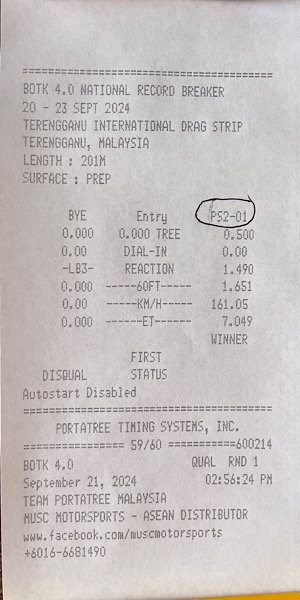 =====================================
BOTK 4.0 NATIONAL RECORD BREAKER
20 - 23 SEPT 2024
TERENGGANU INTERNATIONAL DRAG STRIP
TERENGGANU, MALAYSIA
LENGTH : 201M
SURFACE : PREP
BYE Entry PS2-01
0.000 0.000 TREE 0.500
0.00 DIAL-IN 0.00
-LB3- REACTION 1.490
0.000 ------60FT----- 1.651
0.00 ------KM/H----- 161.05
0.000 ------ET----- 7.049
WINNER
FIRST
DISQUAL STATUS
Autostart Disabled
=====================================
PORTATREE TIMING SYSTEMS, INC.
=============== 59/60 ===========600214
BOTK 4.0 QUAL RND 1
September 21, 2024 02:56:24 PM
TEAM PORTATREE MALAYSIA
MUSC MOTORSPORTS - ASEAN DISTRIBUTOR
www.facebook.com/muscmotorsports
+6016-6681490